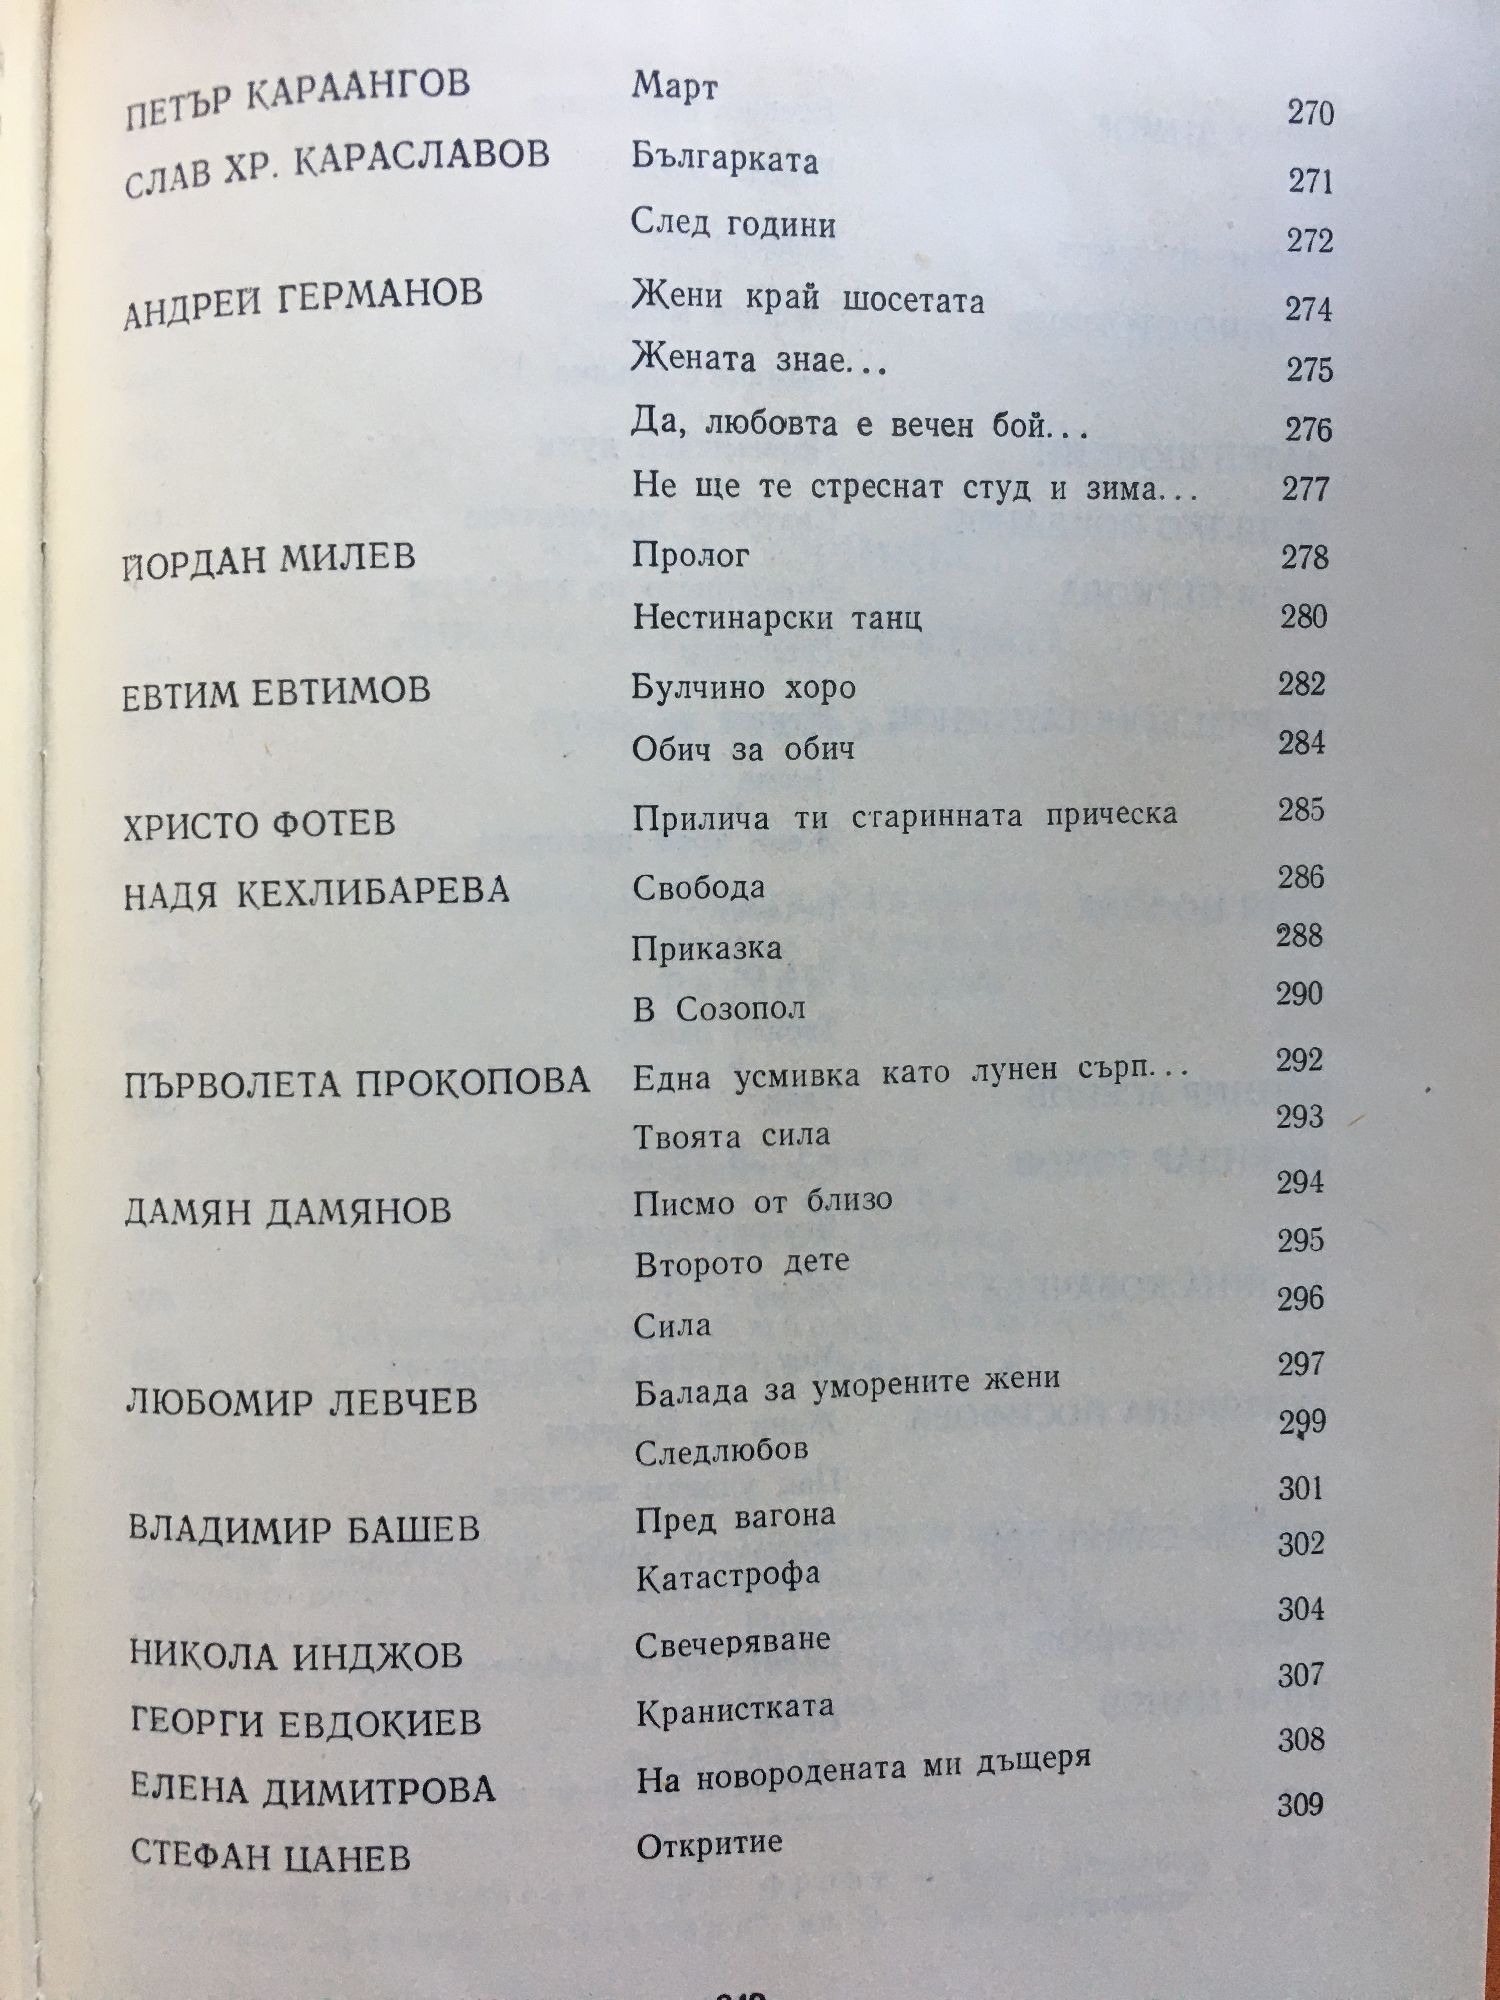 ПЕТЪР КАРААНГОВ Март 270
СЛАВ ХР. КАРАСЛАВОВ Българката 271
След години 272
АНДРЕЙ ГЕРМАНОВ Жени край шосетата 274
Жената знае... 275
Да, любовта е вечен бой... 276
Не ще те стреснат студ и зима... 277
ЙОРДАН МИЛЕВ Пролог 278
Нестинарски танц 280
ЕВТИМ ЕВТИМОВ Булчино хоро 282
Обич за обич 284
ХРИСТО ФОТЕВ Прилича ти старинната прическа 285
НАДЯ КЕХЛИБАРЕВА Свобода 286
Приказка 288
В Созопол 290
ПЪРВОЛЕТА ПРОКОПОВА Една усмивка като лунен сърп... 292
Твоята сила 293
ДАМЯН ДАМЯНОВ Писмо от близо 294
Второто дете 295
Сила 296
ЛЮБОМИР ЛЕВЧЕВ Балада за уморените жени 297
Следлюбов 299
ВЛАДИМИР БАШЕВ Пред вагона 301
Катастрофа 302
НИКОЛА ИНДЖОВ Свечеряване 304
ГЕОРГИ ЕВДОКИЕВ Кранистката 307
ЕЛЕНА ДИМИТРОВА На новородената ми дъщеря 308
СТЕФАН ЦАНЕВ Откритие 309